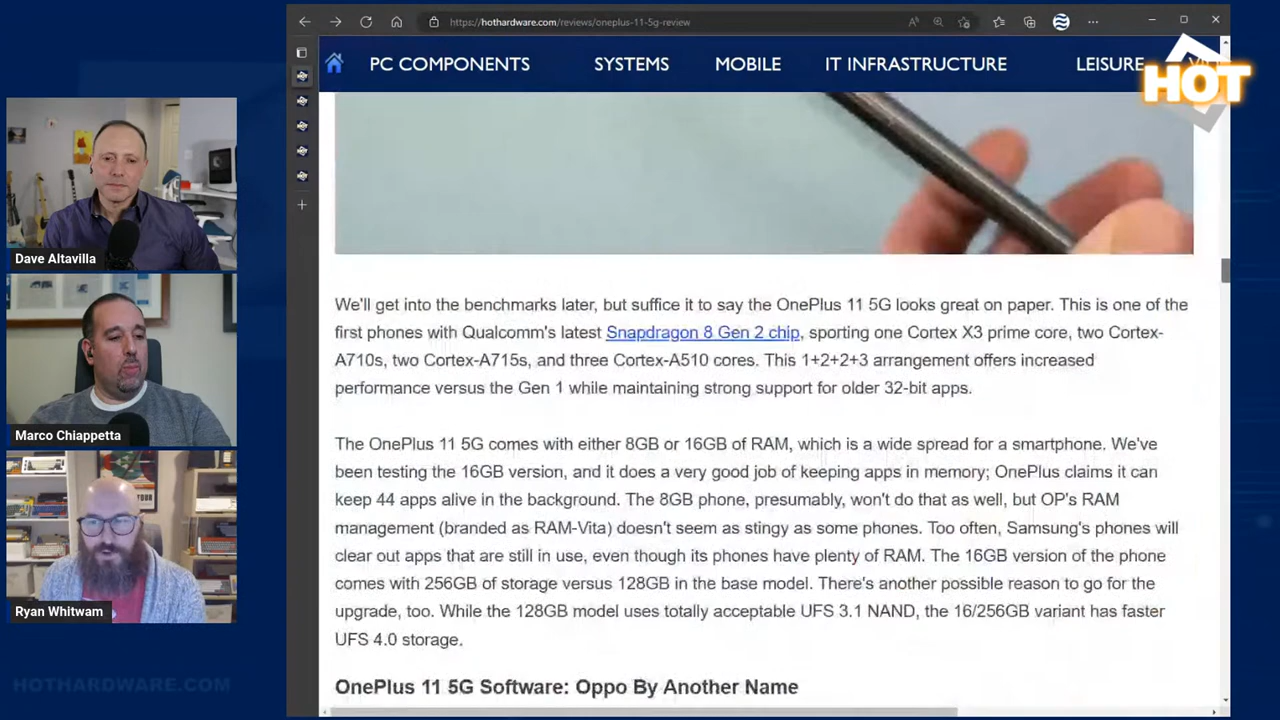 https://hothardware.com/reviews/oneplus-11-5g-review
PC COMPONENTS SYSTEMS MOBILE IT INFRASTRUCTURE LEISURE
HOT
Dave Altavilla
Marco Chiappetta
Ryan Whitwam
We'll get into the benchmarks later, but suffice it to say the OnePlus 11 5G looks great on paper. This is one of the
first phones with Qualcomm's latest Snapdragon 8 Gen 2 chip, sporting one Cortex X3 prime core, two Cortex-
A710s, two Cortex-A715s, and three Cortex-A510 cores. This 1+2+2+3 arrangement offers increased
performance versus the Gen 1 while maintaining strong support for older 32-bit apps.
The OnePlus 11 5G comes with either 8GB or 16GB of RAM, which is a wide spread for a smartphone. We've
been testing the 16GB version, and it does a very good job of keeping apps in memory; OnePlus claims it can
keep 44 apps alive in the background. The 8GB phone, presumably, won't do that as well, but OP's RAM
management (branded as RAM-Vita) doesn't seem as stingy as some phones. Too often, Samsung's phones will
clear out apps that are still in use, even though its phones have plenty of RAM. The 16GB version of the phone
comes with 256GB of storage versus 128GB in the base model. There's another possible reason to go for the
upgrade, too. While the 128GB model uses totally acceptable UFS 3.1 NAND, the 16/256GB variant has faster
UFS 4.0 storage.
OnePlus 11 5G Software: Oppo By Another Name
HOTHARDWARE.COM